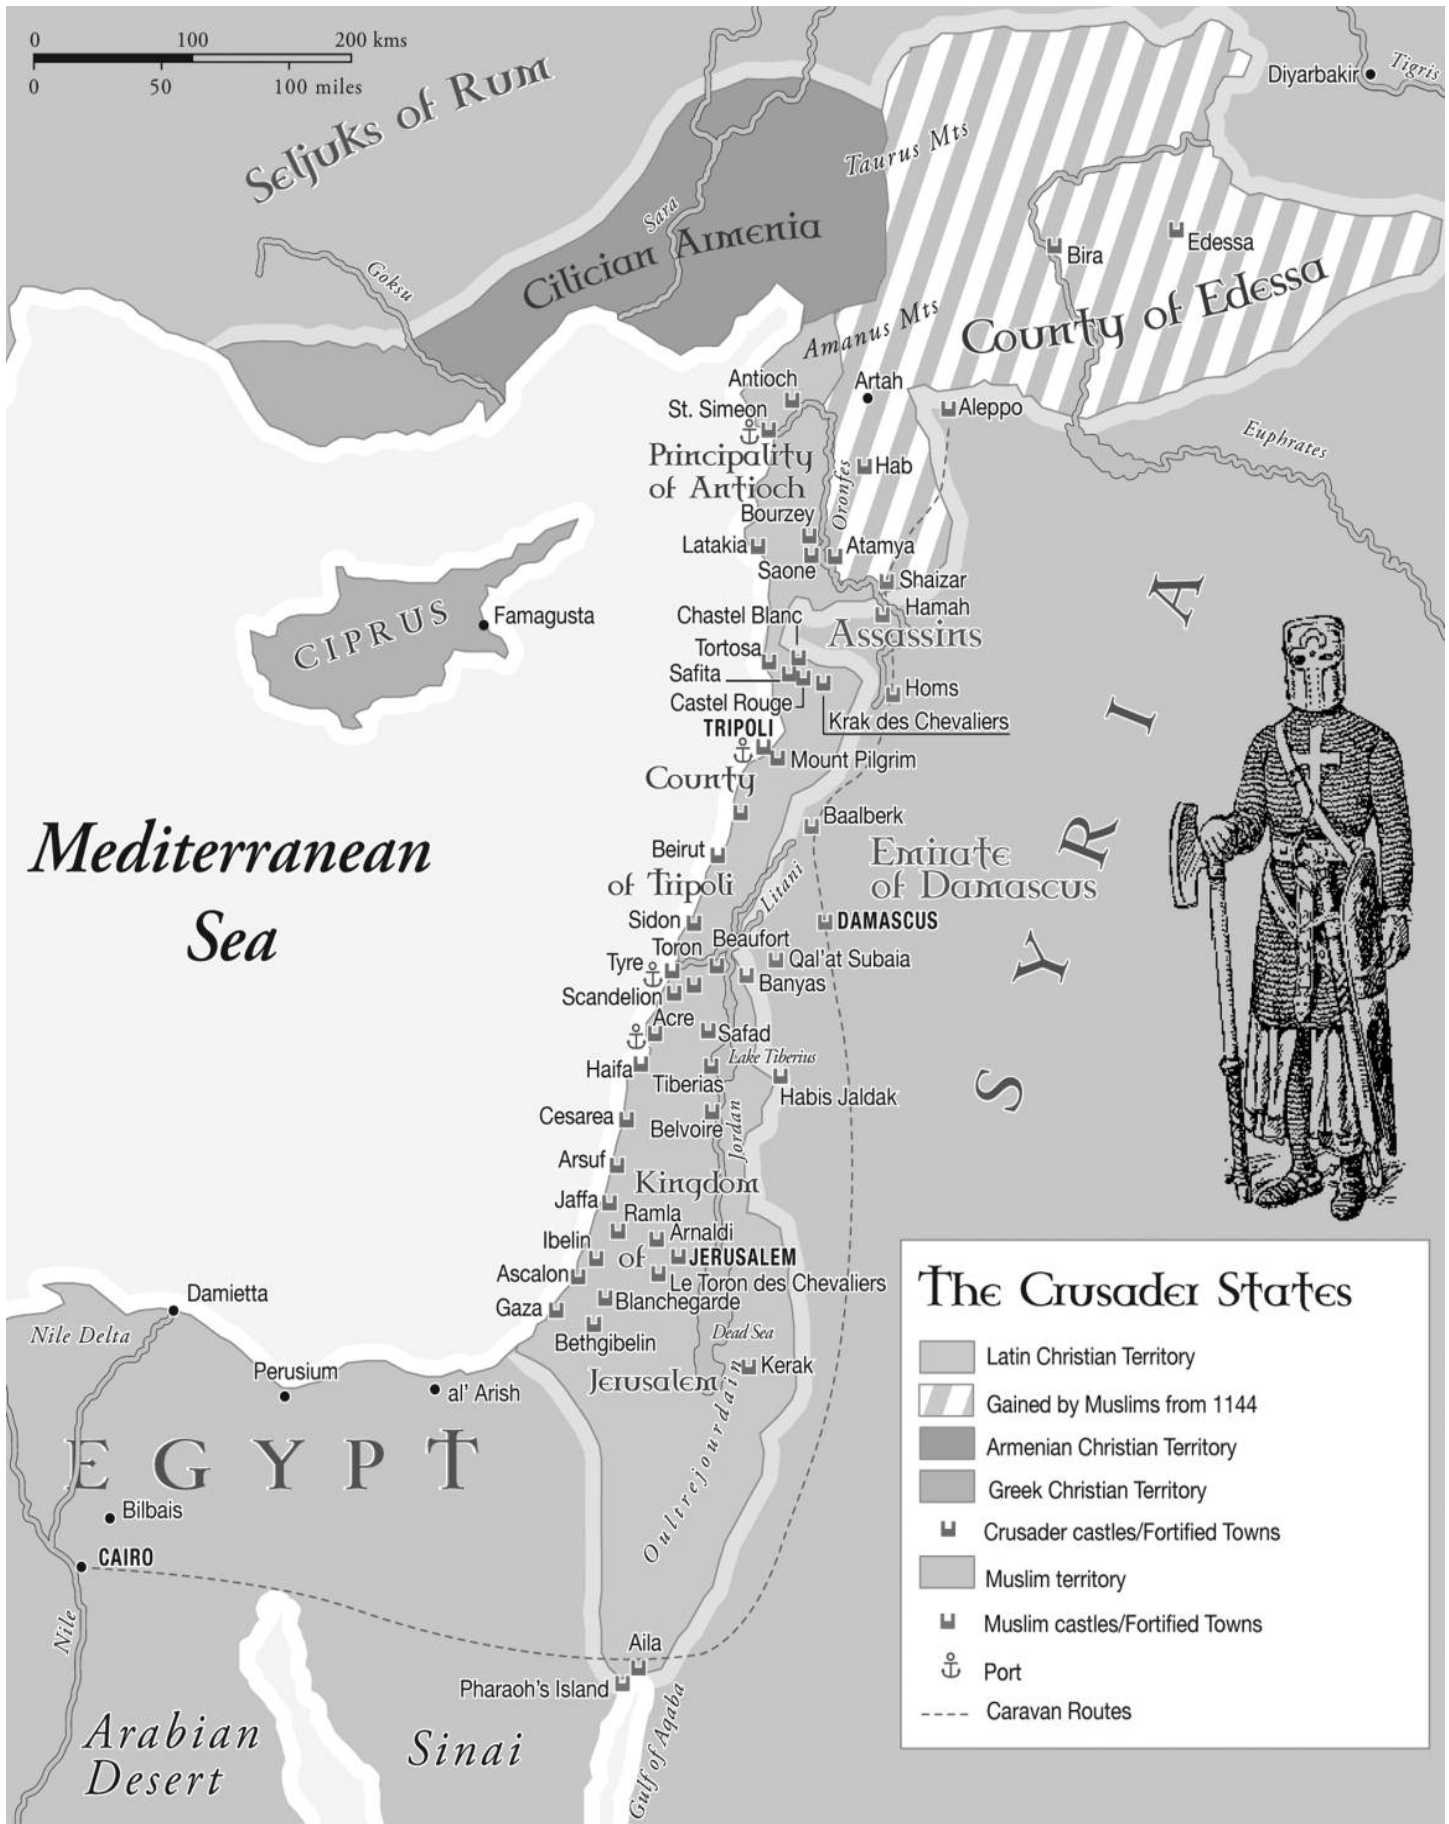 0 100 200 kms
0 50 100 miles
Seljuks of Rum
Diyarbakir
Tigris
Taurus Mts
Sara
Cilician Armenia
Goksu
Edessa
Bira
County of Edessa
Amanus Mts
Antioch
Artah
St. Simeon
Aleppo
Euphrates
Principality
of Antioch
Hab
Oronfes
Bourzey
Latakia
Atamya
Saone
Shaizar
Hamah
Chastel Blanc
Assassins
CIPRUS
Famagusta
Tortosa
Safita
Homs
Castel Rouge
Krak des Chevaliers
TRIPOLI
Mount Pilgrim
County
Baalberk
Mediterranean
Sea
Beirut
Emirate
of Damascus
of Tripoli
Litani
SYRIA
Sidon
DAMASCUS
Toron
Beaufort
Tyre
Qal'at Subaia
Banyas
Scandelion
Acre
Safad
Lake Tiberius
Haifa
Tiberias
Habis Jaldak
Cesarea
Belvoire
Jordan
Arsuf
Kingdom
Jaffa
Ramla
Arnaldi
Ibelin
of
JERUSALEM
Ascalon
Le Toron des Chevaliers
Gaza
Blanchegarde
Bethgibelin
Dead Sea
Kerak
Jerusalem
Oultrejourdain
Damietta
Nile Delta
Perusium
al' Arish
EGYPT
Bilbais
CAIRO
Nile
Aila
Pharaoh's Island
Gulf of Aqaba
Arabian
Desert
Sinai
The Crusader States
Latin Christian Territory
Gained by Muslims from 1144
Armenian Christian Territory
Greek Christian Territory
Crusader castles/Fortified Towns
Muslim territory
Muslim castles/Fortified Towns
Port
Caravan Routes